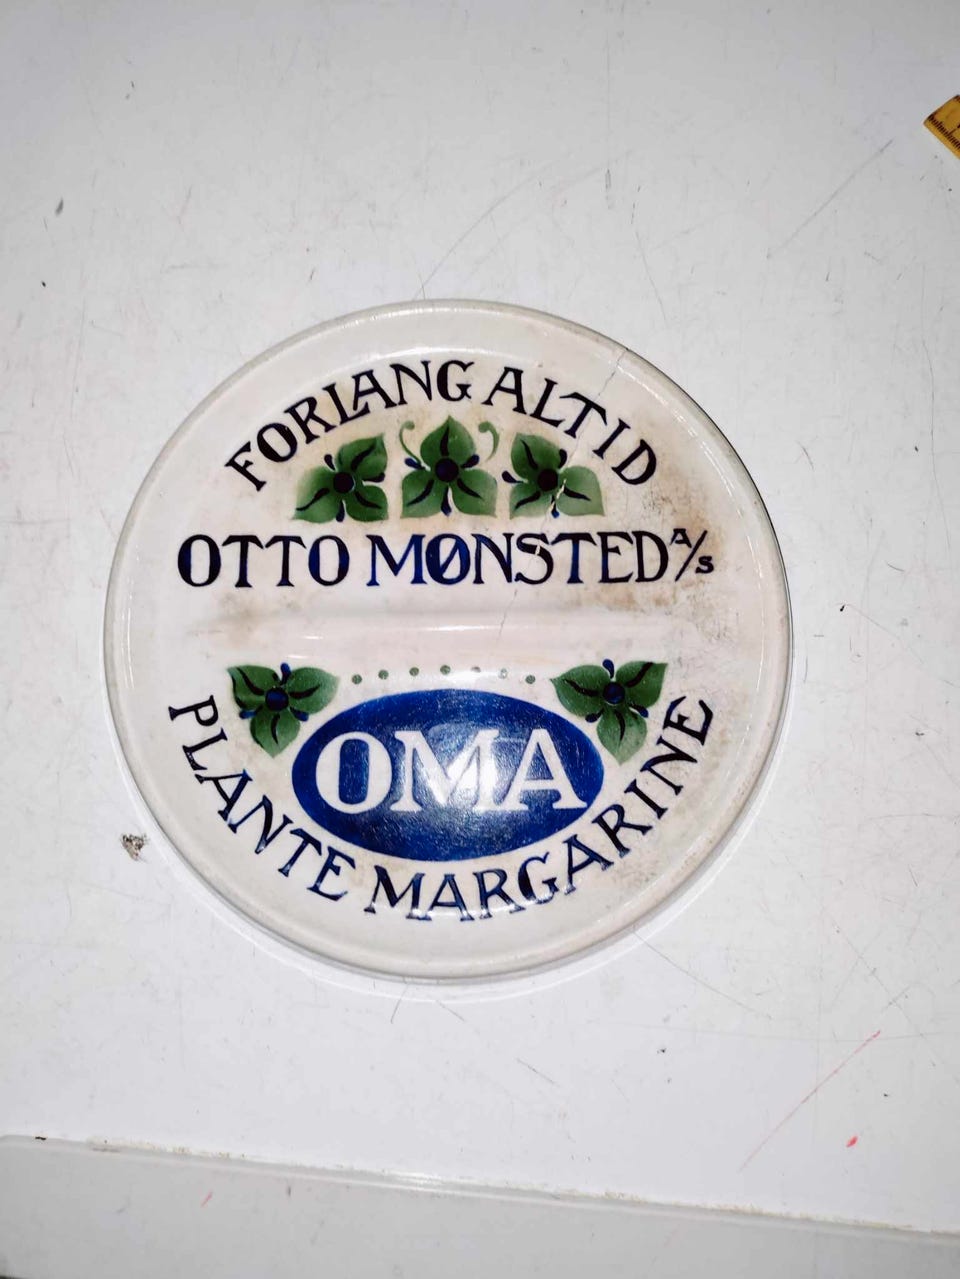 FORLANG ALTID
OTTO MØNSTED A/S
OMA
PLANTE MARGARINE